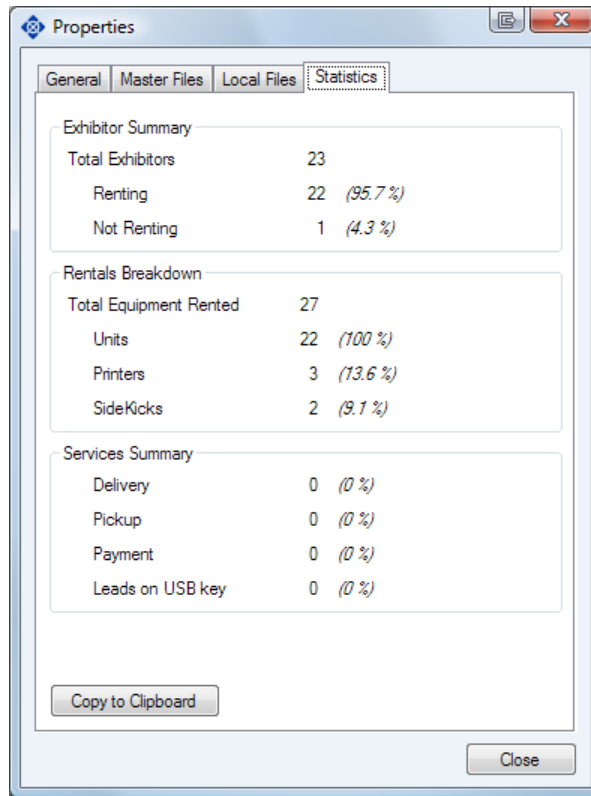 Properties
General Master Files Local Files Statistics
Exhibitor Summary
Total Exhibitors 23
Renting 22 (95.7 %)
Not Renting 1 (4.3 %)
Rentals Breakdown
Total Equipment Rented 27
Units 22 (100 %)
Printers 3 (13.6 %)
SideKicks 2 (9.1 %)
Services Summary
Delivery 0 (0 %)
Pickup 0 (0 %)
Payment 0 (0 %)
Leads on USB key 0 (0 %)
Copy to Clipboard
Close